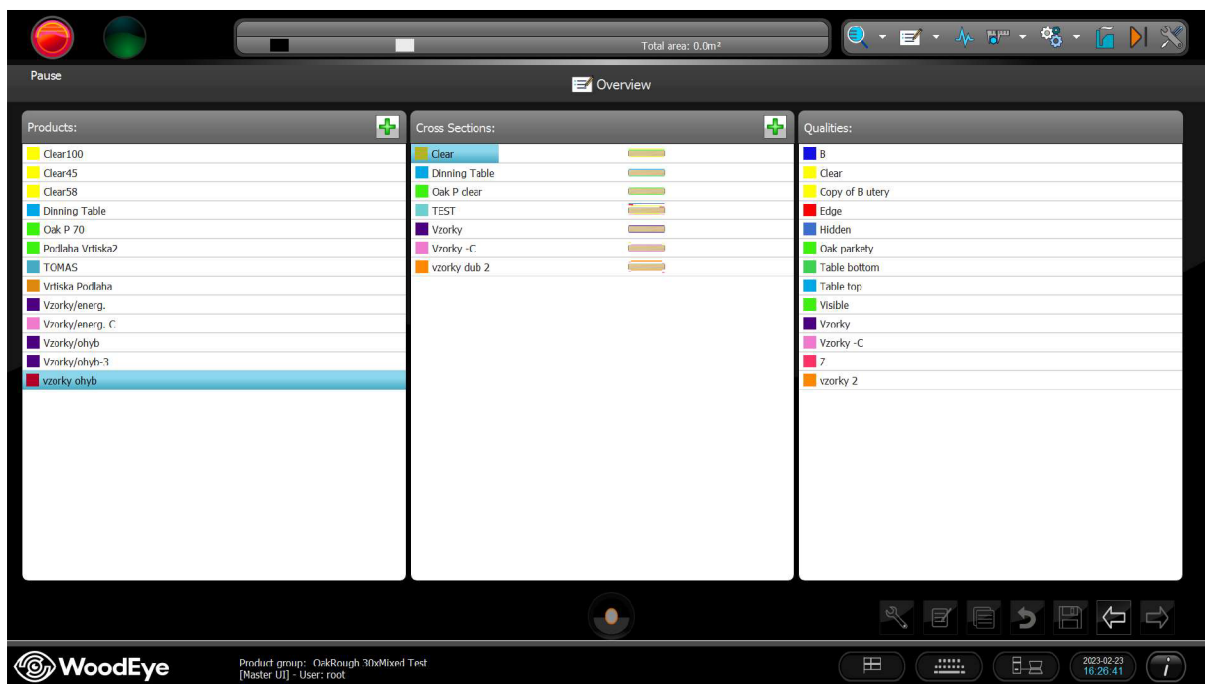 Total area: 0.0m²
Pause
Overview
Products:
Clear100
Clear45
Clear58
Dinning Table
Oak P 70
Podlaha Vrtiska2
TOMAS
Vrtiska Podlaha
Vzorky/energ.
Vzorky/energ. C
Vzorky/ohyb
Vzorky/ohyb-3
vzorky ohyb
Cross Sections:
Clear
Dinning Table
Oak P clear
TEST
Vzorky
Vzorky -C
vzorky dub 2
Qualities:
B
Clear
Copy of B utery
Edge
Hidden
Oak parkety
Table bottom
Table top
Visible
Vzorky
Vzorky -C
7
vzorky 2
WoodEye
Product group: OakRough 30xMixed Test
[Master UI] - User: root
2023-02-23
16:26:41
i